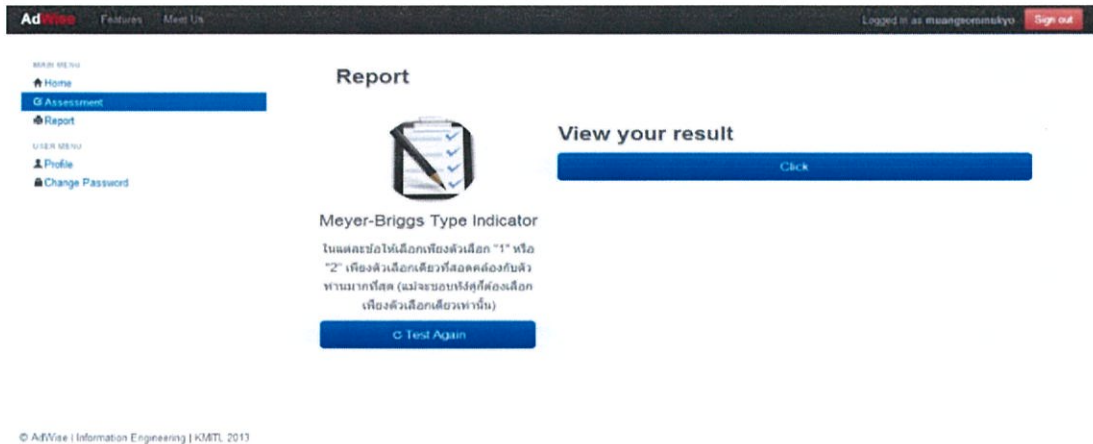 AdWise Features Meet Us Logged in as muangsoromukyo Sign out
MAIN MENU
Home
Assessment
Report
USER MENU
Profile
Change Password
Report
View your result
Click
Meyer-Briggs Type Indicator
ในแต่ละข้อให้เลือกเพียงตัวเลือก "1" หรือ
"2" เพียงตัวเลือกเดียวที่สอดคล้องกับตัว
ท่านมากที่สุด (แม้จะชอบทั้งคู่ก็ต้องเลือก
เพียงตัวเลือกเดียวเท่านั้น)
Test Again
© AdWise | Information Engineering | KMITL 2013